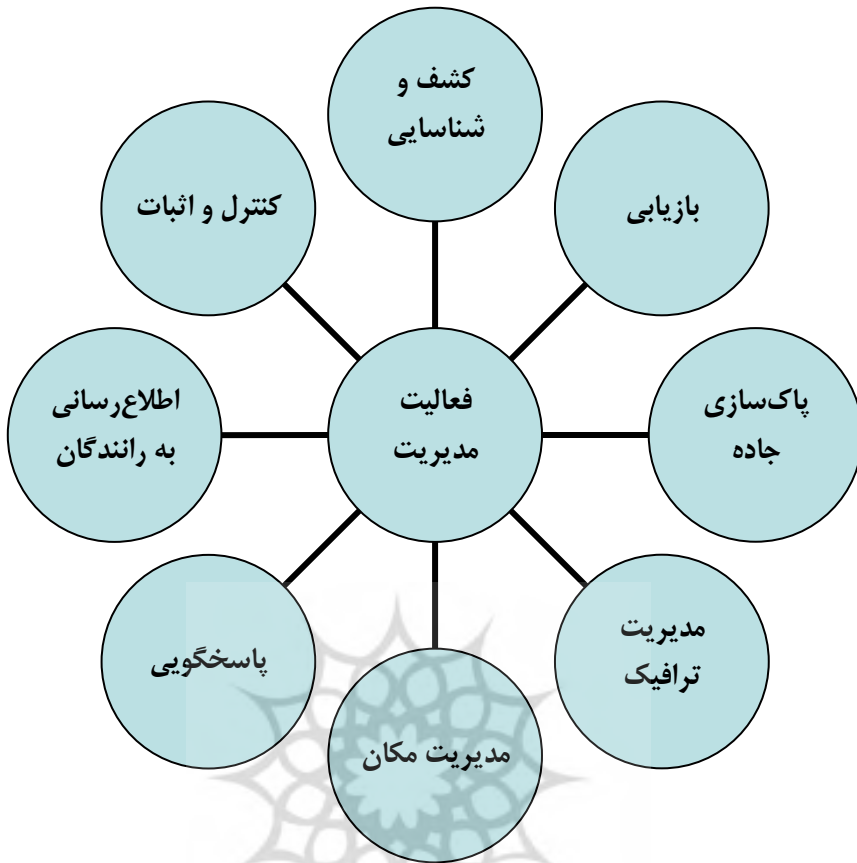 کشف و
شناسایی
بازیابی
کنترل و اثبات
پاک‌سازی
جاده
فعالیت
مدیریت
اطلاع‌رسانی
به رانندگان
مدیریت
ترافیک
پاسخگویی
مدیریت مکان